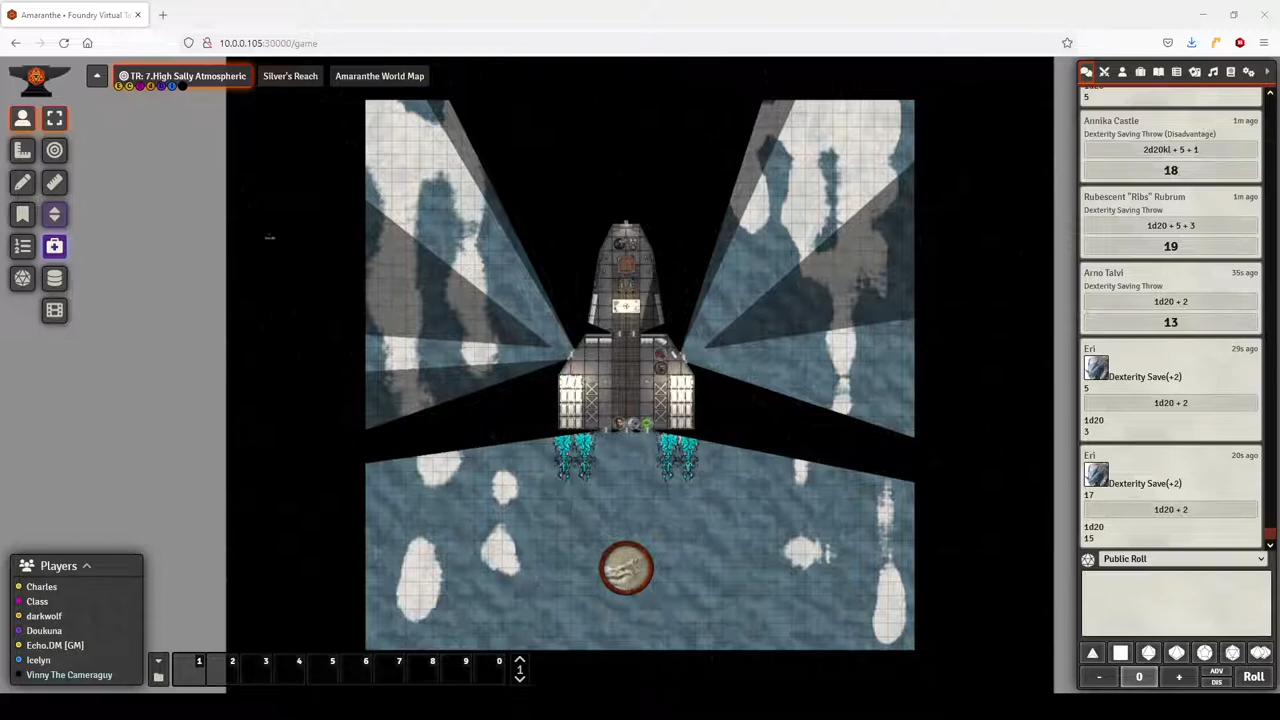 Amaranthe • Foundry Virtual T
10.0.0.105:30000/game
TR: 7.High Sally Atmospheric
Silver's Reach
Amaranthe World Map
E
C
d
D
I
1d20
5
Annika Castle
1m ago
Dexterity Saving Throw (Disadvantage)
2d20kl + 5 + 1
18
Rubescent "Ribs" Rubrum
1m ago
Dexterity Saving Throw
1d20 + 5 + 3
19
Arno Talvi
35s ago
Dexterity Saving Throw
1d20 + 2
13
Eri
29s ago
Dexterity Save(+2)
5
1d20 + 2
1d20
3
Eri
20s ago
Dexterity Save(+2)
17
1d20 + 2
1d20
15
Public Roll
Players
Charles
Class
darkwolf
Doukuna
Echo.DM [GM]
Icelyn
Vinny The Cameraguy
1
2
3
4
5
6
7
8
9
0
1
-
0
+
ADV
DIS
Roll